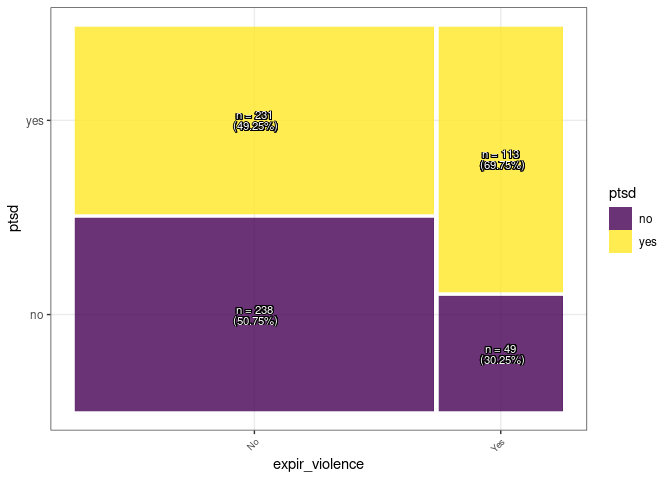 yes
n = 231
(49.25%)
n = 113
(69.75%)
ptsd
no
n = 238
(50.75%)
n = 49
(30.25%)
No
Yes
expir_violence
ptsd
no
yes